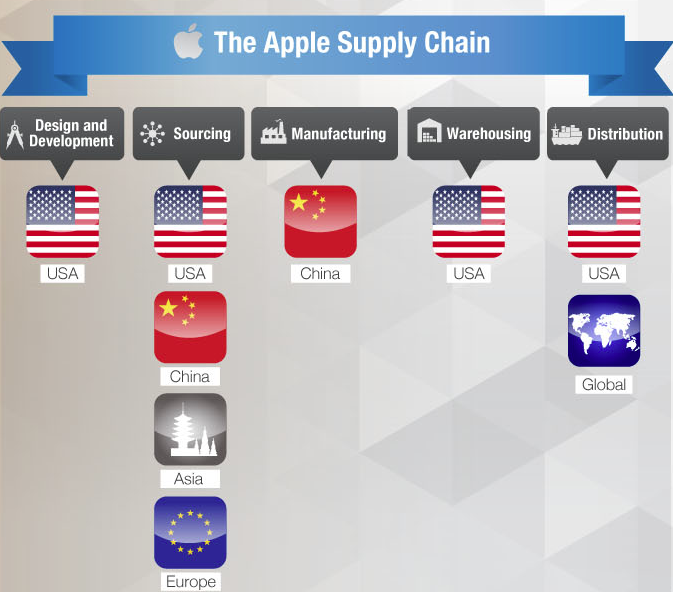 The Apple Supply Chain
Design and
Development
Sourcing
Manufacturing
Warehousing
Distribution
USA
USA
China
USA
USA
China
Global
Asia
Europe